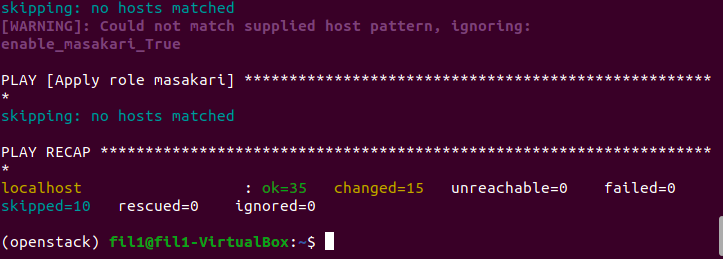 skipping: no hosts matched
[WARNING]: Could not match supplied host pattern, ignoring:
enable_masakari_True
PLAY [Apply role masakari] ****************************************************
*
skipping: no hosts matched
PLAY RECAP ********************************************************************
*
localhost                  : ok=35   changed=15   unreachable=0    failed=0
skipped=10   rescued=0    ignored=0
(openstack) fil1@fil1-VirtualBox:~$